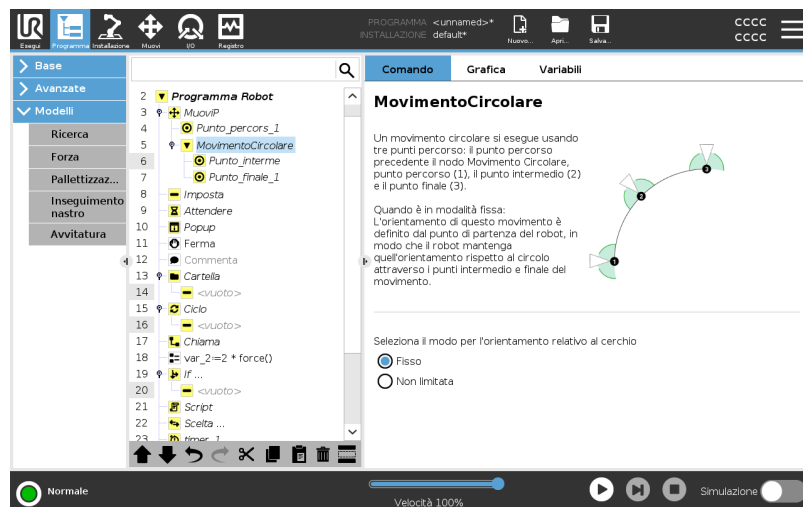 PROGRAMMA <unnamed>*
INSTALLAZIONE default*
CCCC
CCCC
Esegui
Programma
Installazione
Muovi
I/O
Registro
Nuovo...
Apri...
Salva...
Base
Avanzate
Modelli
Ricerca
Forza
Pallettizzaz...
Inseguimento
nastro
Avvitatura
2 Programma Robot
3 MuoviP
4 Punto_percors_1
5 MovimentoCircolare
6 Punto_interme
7 Punto_finale_1
8 Imposta
9 Attendere
10 Popup
11 Ferma
12 Commenta
13 Cartella
14 <vuoto>
15 Ciclo
16 <vuoto>
17 Chiama
18 var_2:=2 * force()
19 If ...
20 <vuoto>
21 Script
22 Scelta ...
23 timer_1
Comando
Grafica
Variabili
MovimentoCircolare
Un movimento circolare si esegue usando
tre punti percorso: il punto percorso
precedente il nodo Movimento Circolare,
punto percorso (1), il punto intermedio (2)
e il punto finale (3).
Quando è in modalità fissa:
L'orientamento di questo movimento è
definito dal punto di partenza del robot, in
modo che il robot mantenga
quell'orientamento rispetto al circolo
attraverso i punti intermedio e finale del
movimento.
1
2
3
Seleziona il modo per l'orientamento relativo al cerchio
Fisso
Non limitata
Normale
Velocità 100%
Simulazione